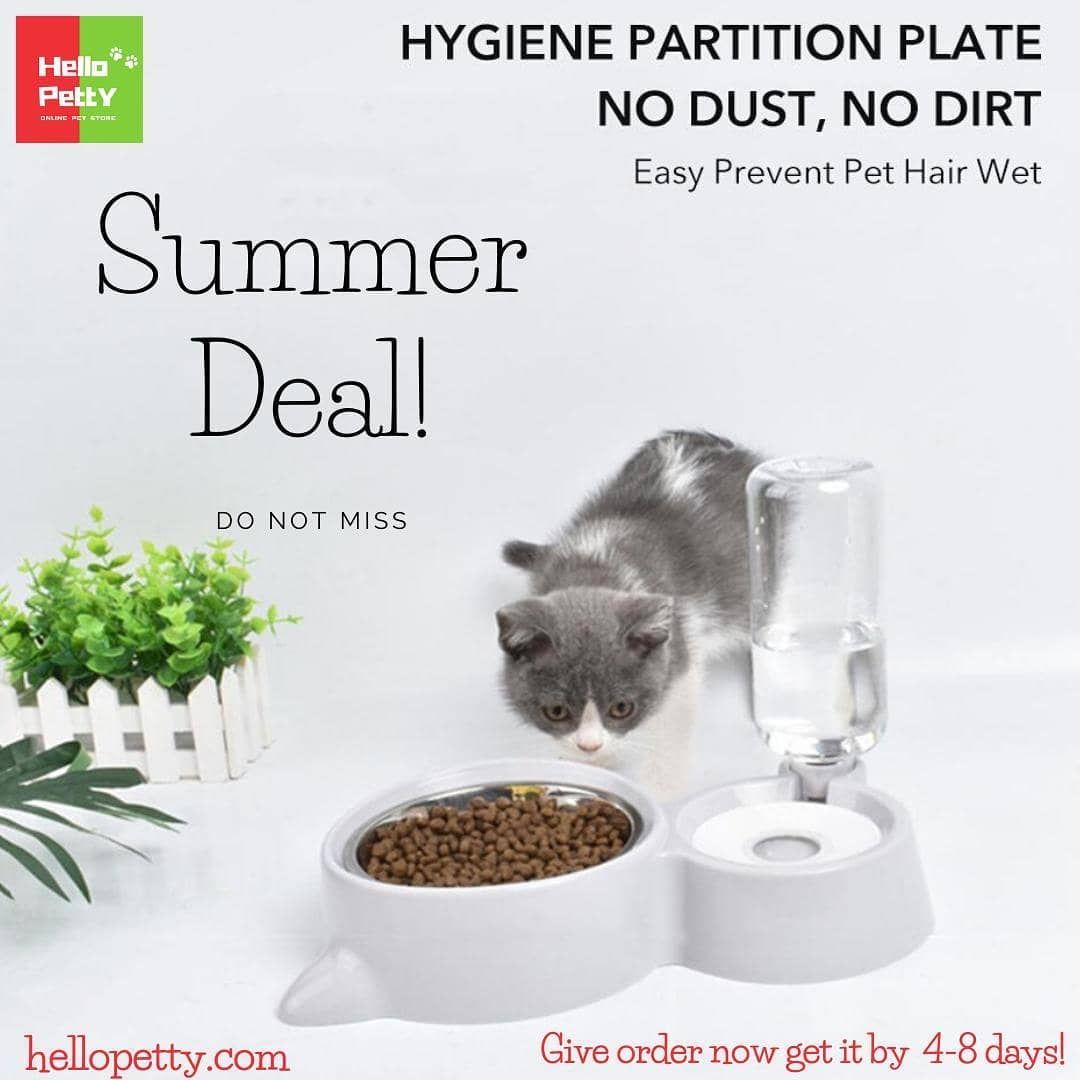 Hello
PettY
ONLINE PET STORE
HYGIENE PARTITION PLATE
NO DUST, NO DIRT
Easy Prevent Pet Hair Wet
Summer
Deal!
DO NOT MISS
hellopetty.com
Give order now get it by 4-8 days!